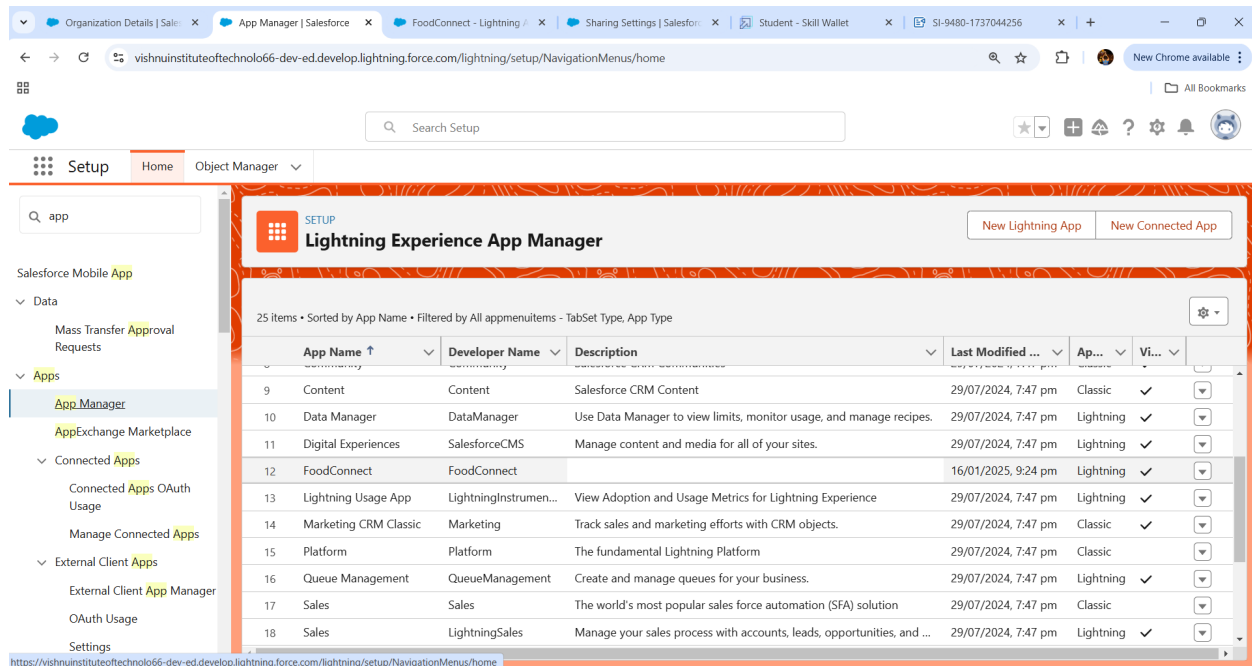 Organization Details | Sales
App Manager | Salesforce
FoodConnect - Lightning A
Sharing Settings | Salesforc
Student - Skill Wallet
SI-9480-1737044256
vishnuinstituteoftechnolo66-dev-ed.develop.lightning.force.com/lightning/setup/NavigationMenus/home
New Chrome available
All Bookmarks
Search Setup
Setup
Home
Object Manager
app
Salesforce Mobile App
Data
Mass Transfer Approval
Requests
Apps
App Manager
AppExchange Marketplace
Connected Apps
Connected Apps OAuth
Usage
Manage Connected Apps
External Client Apps
External Client App Manager
OAuth Usage
Settings
SETUP
Lightning Experience App Manager
New Lightning App
New Connected App
25 items • Sorted by App Name • Filtered by All appmenuitems - TabSet Type, App Type
App Name ↑ Developer Name Description Last Modified ... Ap... Vi...
9 Content Content Salesforce CRM Content 29/07/2024, 7:47 pm Classic
10 Data Manager DataManager Use Data Manager to view limits, monitor usage, and manage recipes. 29/07/2024, 7:47 pm Lightning
11 Digital Experiences SalesforceCMS Manage content and media for all of your sites. 29/07/2024, 7:47 pm Lightning
12 FoodConnect FoodConnect 16/01/2025, 9:24 pm Lightning
13 Lightning Usage App LightningInstrumen... View Adoption and Usage Metrics for Lightning Experience 29/07/2024, 7:47 pm Lightning
14 Marketing CRM Classic Marketing Track sales and marketing efforts with CRM objects. 29/07/2024, 7:47 pm Classic
15 Platform Platform The fundamental Lightning Platform 29/07/2024, 7:47 pm Classic
16 Queue Management QueueManagement Create and manage queues for your business. 29/07/2024, 7:47 pm Lightning
17 Sales Sales The world's most popular sales force automation (SFA) solution 29/07/2024, 7:47 pm Classic
18 Sales LightningSales Manage your sales process with accounts, leads, opportunities, and ... 29/07/2024, 7:47 pm Lightning
https://vishnuinstituteoftechnolo66-dev-ed.develop.lightning.force.com/lightning/setup/NavigationMenus/home